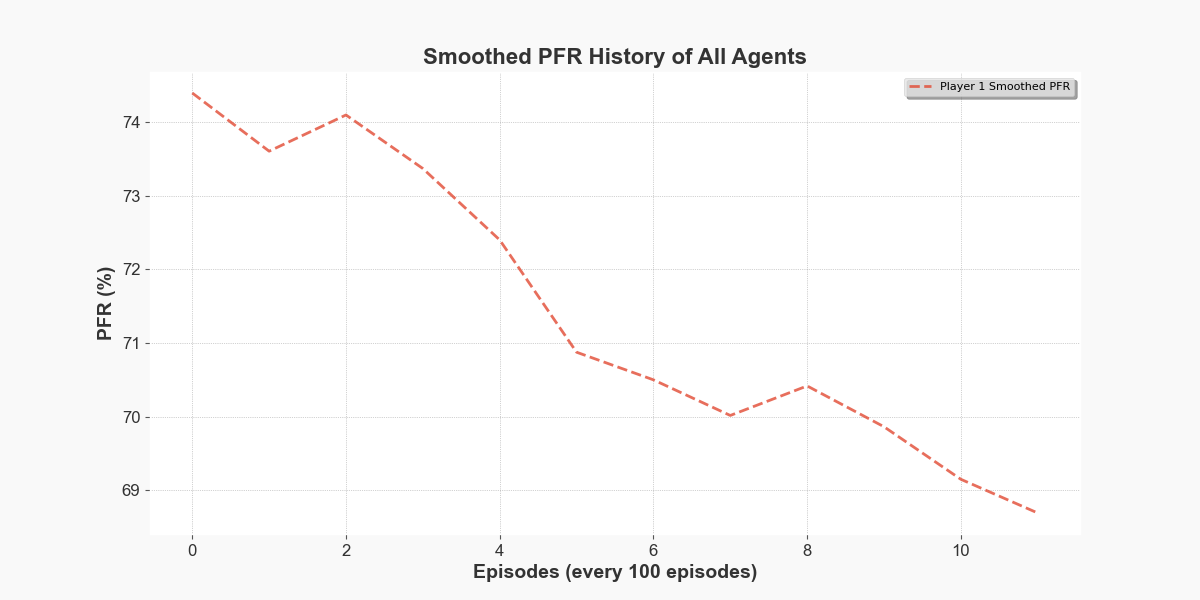 Smoothed PFR History of All Agents
Player 1 Smoothed PFR
PFR (%)
74
73
72
71
70
69
0 2 4 6 8 10
Episodes (every 100 episodes)